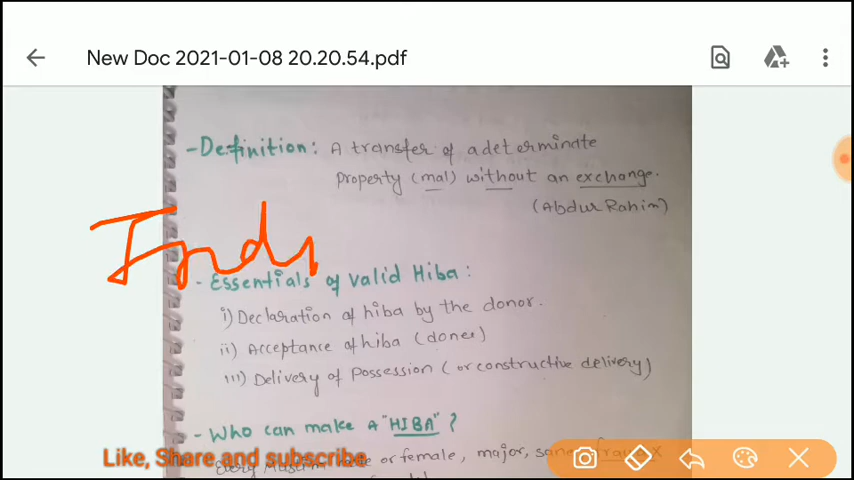 New Doc 2021-01-08 20.20.54.pdf
- Definition: A transfer of a determinate
property (mal) without an exchange.
(Abdur Rahim)
- Essentials of valid Hiba:
i) Declaration of hiba by the donor.
ii) Acceptance of hiba (donee)
iii) Delivery of Possession (or constructive delivery)
- Who can make A "HIBA"?
Like, Share and subscribe
Every Muslim or female, major, sane